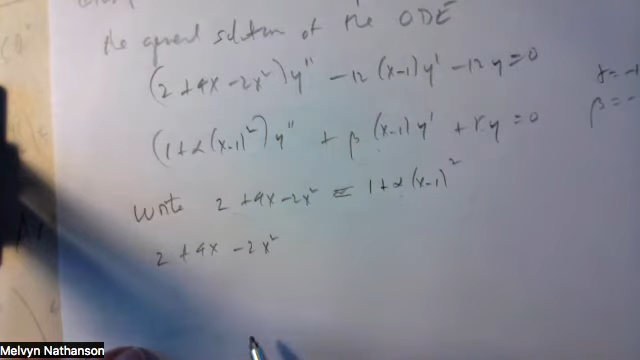 the general solution of the ODE
(2 + 4x - 2x²) y'' - 12 (x-1) y' - 12 y = 0
(1 + α (x-1)²) y'' + β (x-1) y' + γ y = 0
β = -
Write 2 + 4x - 2x² = 1 + α (x-1)²
2 + 4x - 2x²
Melvyn Nathanson